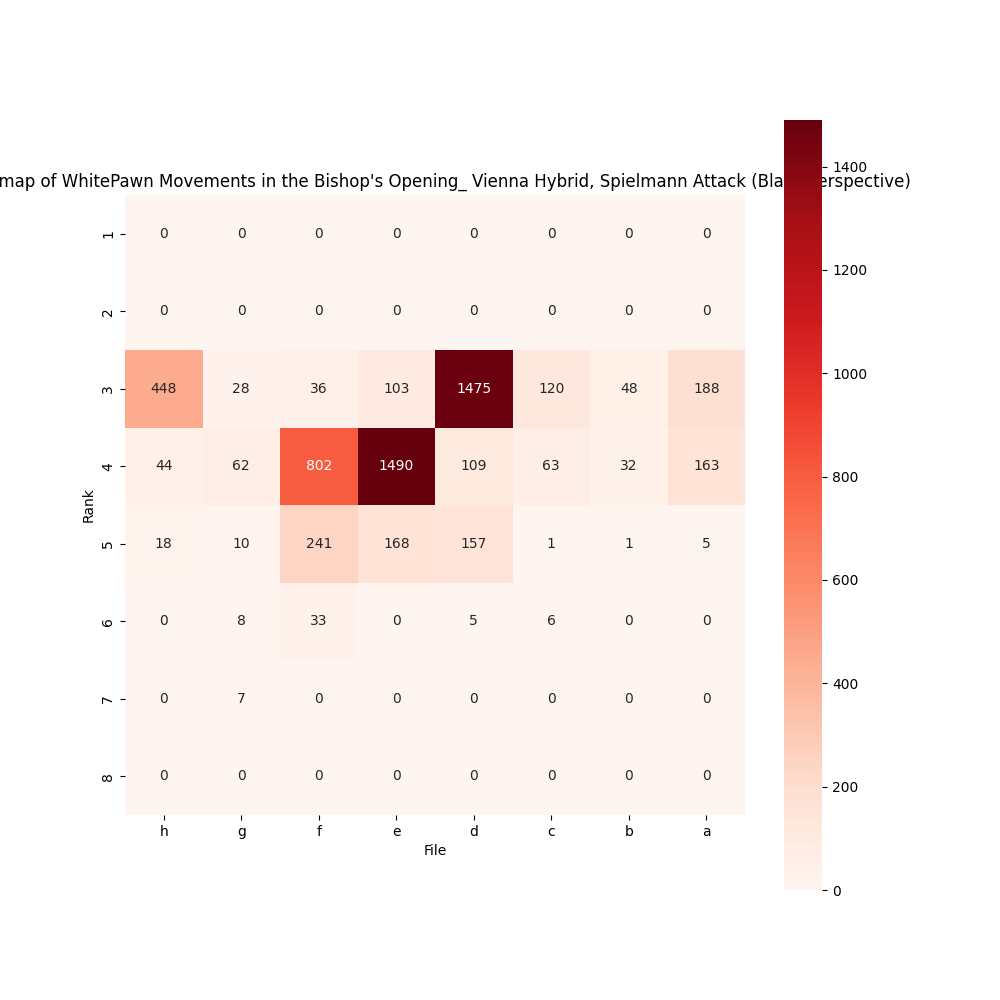 map of WhitePawn Movements in the Bishop's Opening_ Vienna Hybrid, Spielmann Attack (Bla erspective)
1400
1200
1000
800
600
400
200
0
Rank
1 0 0 0 0 0 0 0 0
2 0 0 0 0 0 0 0 0
3 448 28 36 103 1475 120 48 188
4 44 62 802 1490 109 63 32 163
5 18 10 241 168 157 1 1 5
6 0 8 33 0 5 6 0 0
7 0 7 0 0 0 0 0 0
8 0 0 0 0 0 0 0 0
h g f e d c b a
File